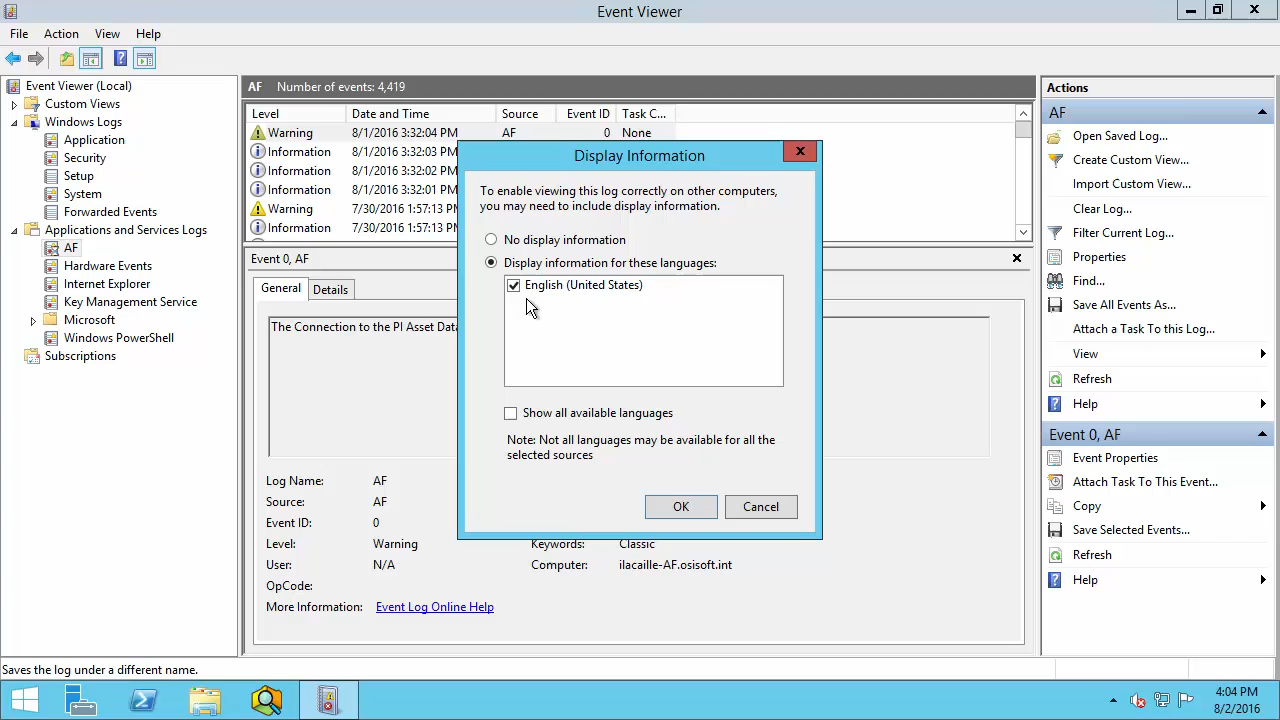 Event Viewer
File Action View Help
Event Viewer (Local)
Custom Views
Windows Logs
Application
Security
Setup
System
Forwarded Events
Applications and Services Logs
AF
Hardware Events
Internet Explorer
Key Management Service
Microsoft
Windows PowerShell
Subscriptions
AF Number of events: 4,419
Level Date and Time Source Event ID Task C...
Warning 8/1/2016 3:32:04 PM AF 0 None
Information 8/1/2016 3:32:03 PM
Information 8/1/2016 3:32:02 PM
Information 8/1/2016 3:32:01 PM
Warning 7/30/2016 1:57:13 PM
Information 7/30/2016 1:57:13 PM
Event 0, AF
General Details
The Connection to the PI Asset Data
Log Name: AF
Source: AF
Event ID: 0
Level: Warning Keywords: Classic
User: N/A Computer: ilacaille-AF.osisoft.int
OpCode:
More Information: Event Log Online Help
Display Information
To enable viewing this log correctly on other computers,
you may need to include display information.
No display information
Display information for these languages:
English (United States)
Show all available languages
Note: Not all languages may be available for all the
selected sources
OK Cancel
Actions
AF
Open Saved Log...
Create Custom View...
Import Custom View...
Clear Log...
Filter Current Log...
Properties
Find...
Save All Events As...
Attach a Task To this Log...
View
Refresh
Help
Event 0, AF
Event Properties
Attach Task To This Event...
Copy
Save Selected Events...
Refresh
Help
Saves the log under a different name.
4:04 PM
8/2/2016